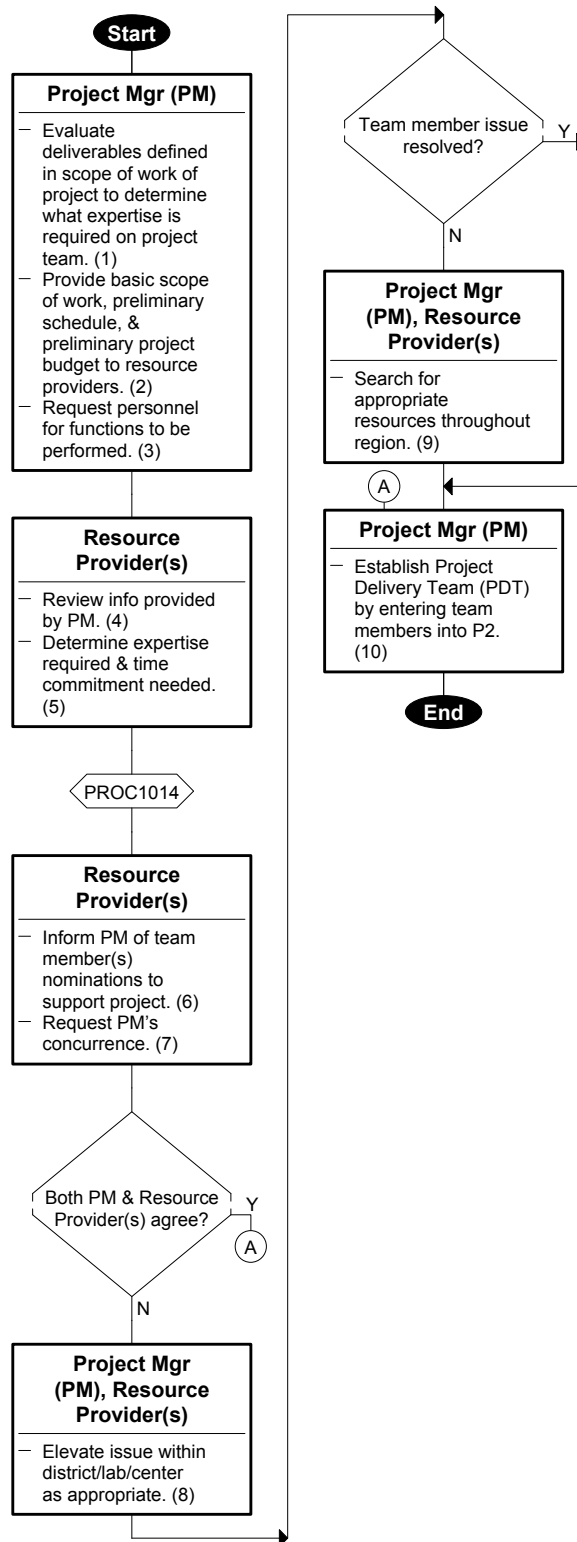 Start
Project Mgr (PM)
– Evaluate
deliverables defined
in scope of work of
project to determine
what expertise is
required on project
team. (1)
– Provide basic scope
of work, preliminary
schedule, &
preliminary project
budget to resource
providers. (2)
– Request personnel
for functions to be
performed. (3)
Resource
Provider(s)
– Review info provided
by PM. (4)
– Determine expertise
required & time
commitment needed.
(5)
PROC1014
Resource
Provider(s)
– Inform PM of team
member(s)
nominations to
support project. (6)
– Request PM’s
concurrence. (7)
Both PM & Resource
Provider(s) agree?
Y
A
N
Project Mgr
(PM), Resource
Provider(s)
– Elevate issue within
district/lab/center
as appropriate. (8)
Team member issue
resolved?
Y
N
Project Mgr
(PM), Resource
Provider(s)
– Search for
appropriate
resources throughout
region. (9)
A
Project Mgr (PM)
– Establish Project
Delivery Team (PDT)
by entering team
members into P2.
(10)
End